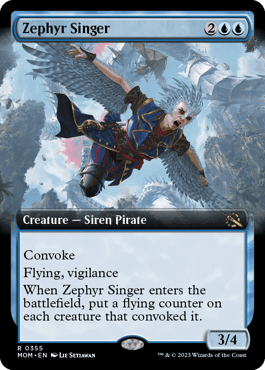 Zephyr Singer 2
Creature — Siren Pirate
Convoke
Flying, vigilance
When Zephyr Singer enters the
battlefield, put a flying counter on
each creature that convoked it.
3/4
R 0355
MOM • EN Lie Setiawan
™ & © 2023 Wizards of the Coast